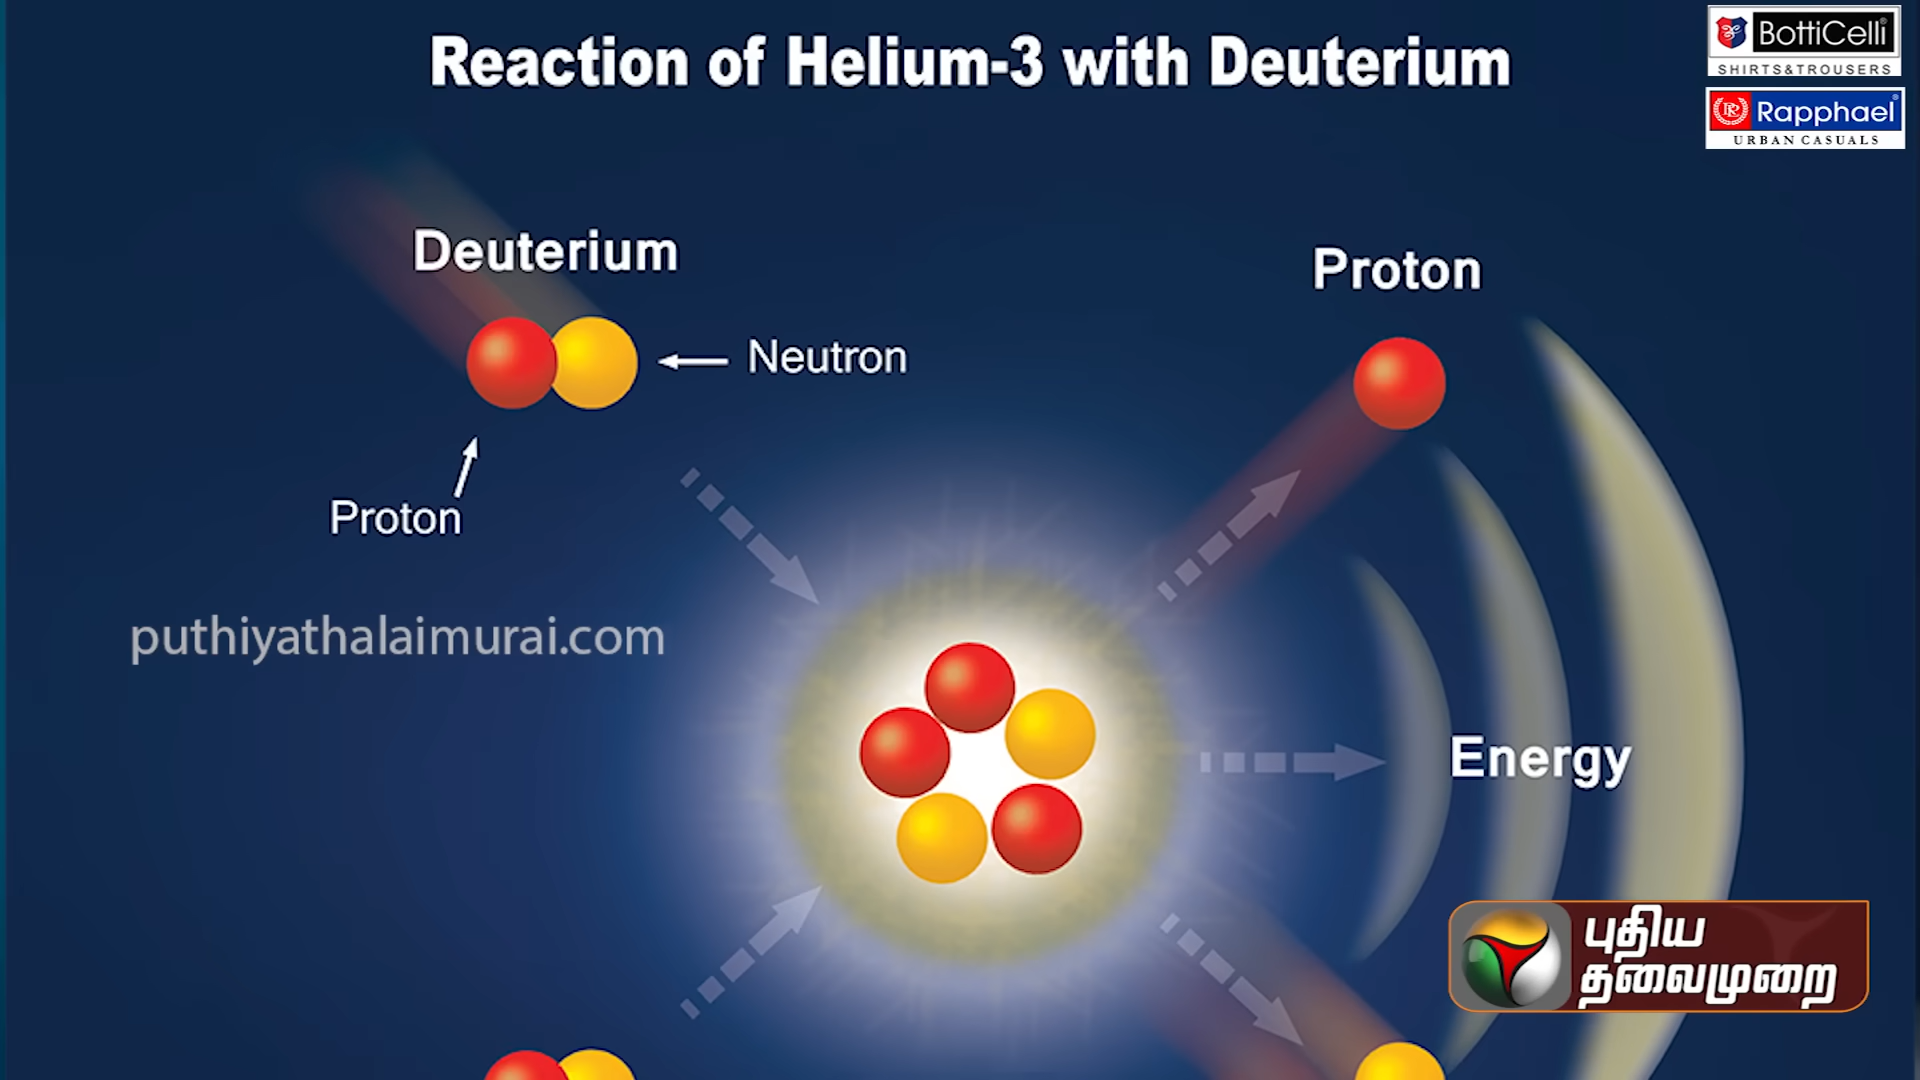 Reaction of Helium-3 with Deuterium
BottiCelli
SHIRTS&TROUSERS
Rapphael
URBAN CASUALS
Deuterium
Proton
Neutron
Proton
puthiyathalaimurai.com
Energy
புதிய
தலைமுறை